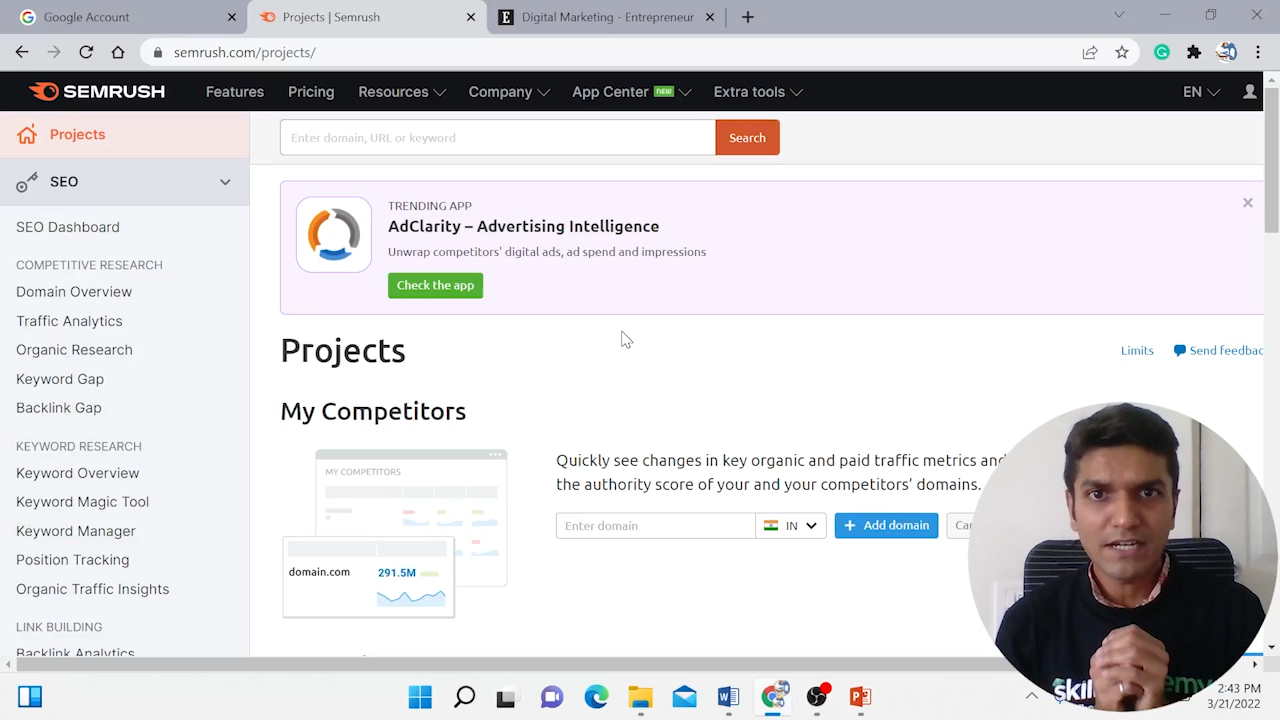 Google Account
Projects | Semrush
Digital Marketing - Entrepreneur
semrush.com/projects/
SEMRUSH
Features
Pricing
Resources
Company
App Center NEW
Extra tools
EN
Projects
Enter domain, URL or keyword
Search
SEO
SEO Dashboard
COMPETITIVE RESEARCH
Domain Overview
Traffic Analytics
Organic Research
Keyword Gap
Backlink Gap
KEYWORD RESEARCH
Keyword Overview
Keyword Magic Tool
Keyword Manager
Position Tracking
Organic Traffic Insights
LINK BUILDING
Backlink Analytics
TRENDING APP
AdClarity – Advertising Intelligence
Unwrap competitors' digital ads, ad spend and impressions
Check the app
Projects
Limits
Send feedbac
My Competitors
MY COMPETITORS
domain.com 291.5M
Quickly see changes in key organic and paid traffic metrics and
the authority score of your and your competitors' domains.
Enter domain
IN
Add domain
Can
2:43 PM
3/21/2022